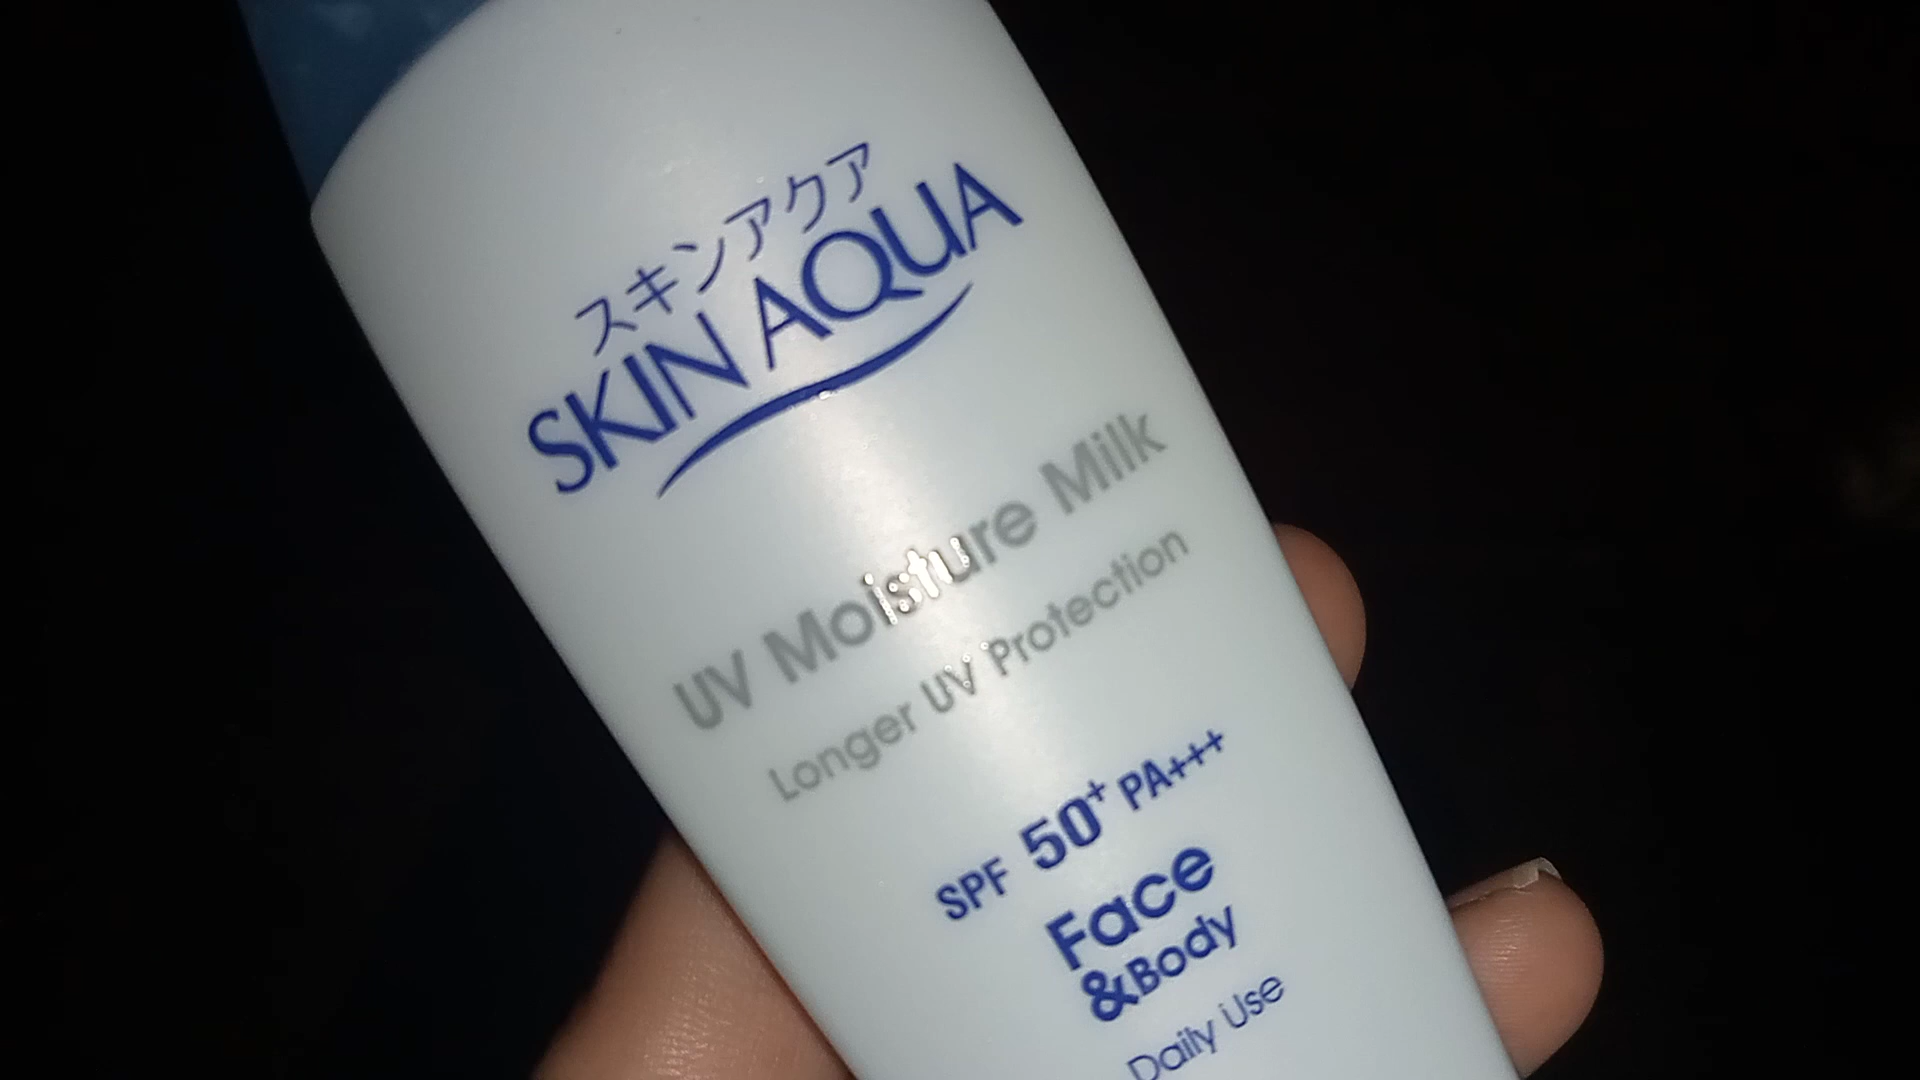 スキンアクア
SKIN AQUA
UV Moisture Milk
Longer UV Protection
SPF 50+ PA+++
Face
&Body
Daily Use